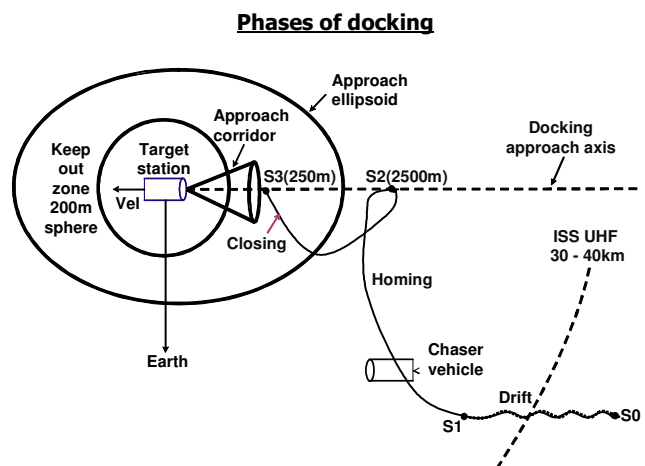 Phases of docking
Approach
ellipsoid
Approach
corridor
Docking
approach axis
Keep
out
zone
200m
sphere
Target
station
S3(250m)
S2(2500m)
Vel
Closing
ISS UHF
30 - 40km
Homing
Earth
Chaser
vehicle
Drift
S1
S0